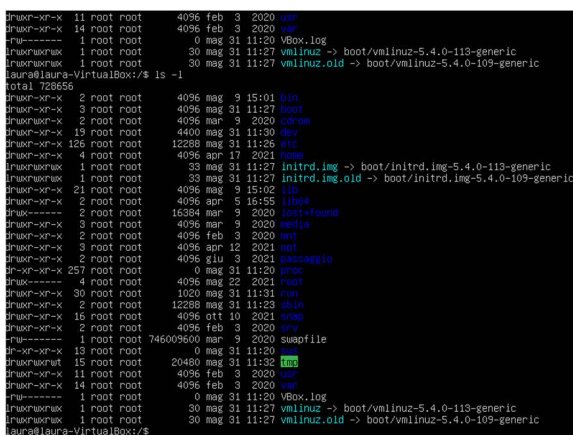 drwxr-xr-x  11 root root      4096 feb  3  2020 usr
drwxr-xr-x  14 root root      4096 feb  3  2020 var
-rw-------   1 root root         0 mag 31 11:20 VBox.log
lrwxrwxrwx   1 root root        30 mag 31 11:27 vmlinuz -> boot/vmlinuz-5.4.0-113-generic
lrwxrwxrwx   1 root root        30 mag 31 11:27 vmlinuz.old -> boot/vmlinuz-5.4.0-109-generic
laura@laura-VirtualBox:/$ ls -l
total 728656
drwxr-xr-x   2 root root      4096 mag  9 15:01 bin
drwxr-xr-x   3 root root      4096 mag 31 11:27 boot
drwxr-xr-x   2 root root      4096 mar  9  2020 cdrom
drwxr-xr-x  19 root root      4400 mag 31 11:30 dev
drwxr-xr-x 126 root root     12288 mag 31 11:26 etc
drwxr-xr-x   4 root root      4096 apr 17  2021 home
lrwxrwxrwx   1 root root        33 mag 31 11:27 initrd.img -> boot/initrd.img-5.4.0-113-generic
lrwxrwxrwx   1 root root        33 mag 31 11:27 initrd.img.old -> boot/initrd.img-5.4.0-109-generic
drwxr-xr-x  21 root root      4096 mag  9 15:02 lib
drwxr-xr-x   2 root root      4096 apr  5 16:55 lib64
drwx------   2 root root     16384 mar  9  2020 lost+found
drwxr-xr-x   3 root root      4096 mar  9  2020 media
drwxr-xr-x   2 root root      4096 feb  3  2020 mnt
drwxr-xr-x   3 root root      4096 apr 12  2021 opt
drwxr-xr-x   2 root root      4096 giu  3  2021 passaggio
dr-xr-xr-x 257 root root         0 mag 31 11:20 proc
drwx------   4 root root      4096 mag 22  2021 root
drwxr-xr-x  30 root root      1020 mag 31 11:31 run
drwxr-xr-x   2 root root     12288 mag 31 11:23 sbin
drwxr-xr-x  16 root root      4096 ott 10  2021 snap
drwxr-xr-x   2 root root      4096 feb  3  2020 srv
-rw-------   1 root root 746009600 mar  9  2020 swapfile
dr-xr-xr-x  13 root root         0 mag 31 11:20 sys
drwxrwxrwt  15 root root     20480 mag 31 11:32 tmp
drwxr-xr-x  11 root root      4096 feb  3  2020 usr
drwxr-xr-x  14 root root      4096 feb  3  2020 var
-rw-------   1 root root         0 mag 31 11:20 VBox.log
lrwxrwxrwx   1 root root        30 mag 31 11:27 vmlinuz -> boot/vmlinuz-5.4.0-113-generic
lrwxrwxrwx   1 root root        30 mag 31 11:27 vmlinuz.old -> boot/vmlinuz-5.4.0-109-generic
laura@laura-VirtualBox:/$